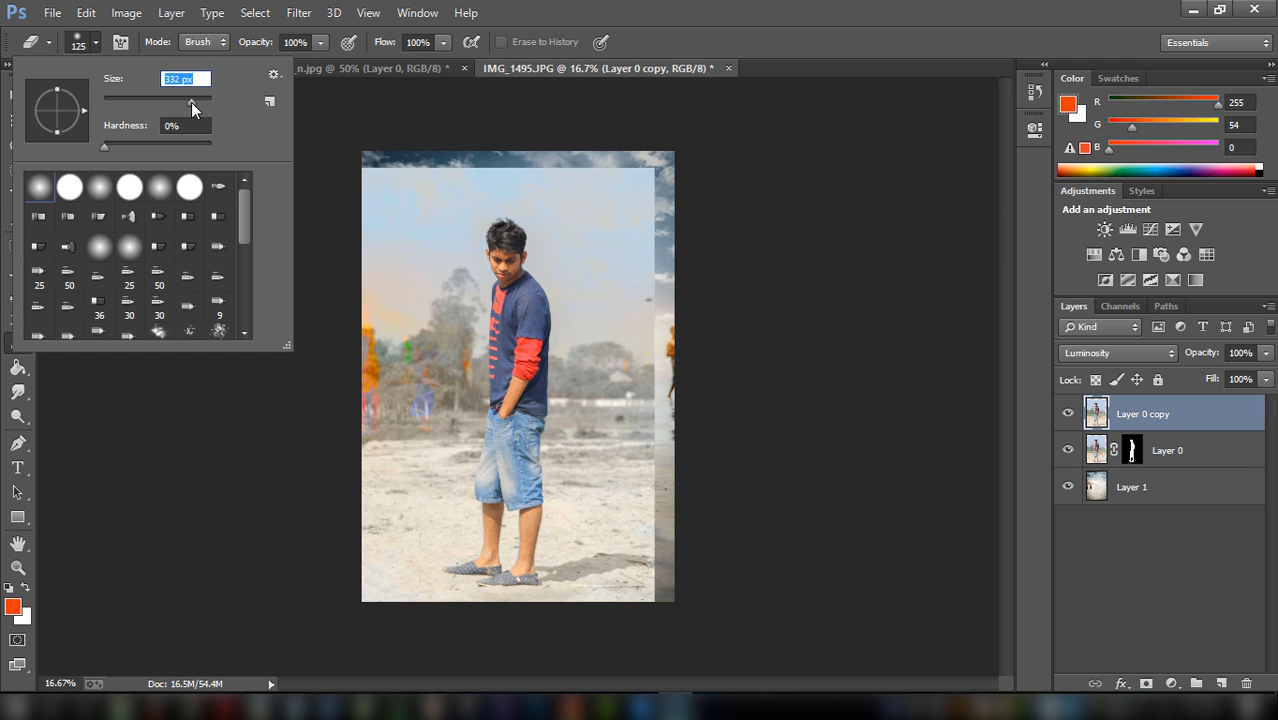 Ps File Edit Image Layer Type Select Filter 3D View Window Help
125 Mode: Brush Opacity: 100% Flow: 100% Erase to History Essentials
_n.jpg @ 50% (Layer 0, RGB/8) * × IMG_1495.JPG @ 16.7% (Layer 0 copy, RGB/8) * ×
Size: 332 px
Hardness: 0%
25 50 25 50
36 30 30 9
Color Swatches
R 255
G 54
B 0
Adjustments Styles
Add an adjustment
Layers Channels Paths
Kind
Luminosity Opacity: 100%
Lock: Fill: 100%
Layer 0 copy
Layer 0
Layer 1
fx
16.67% Doc: 16.5M/54.4M